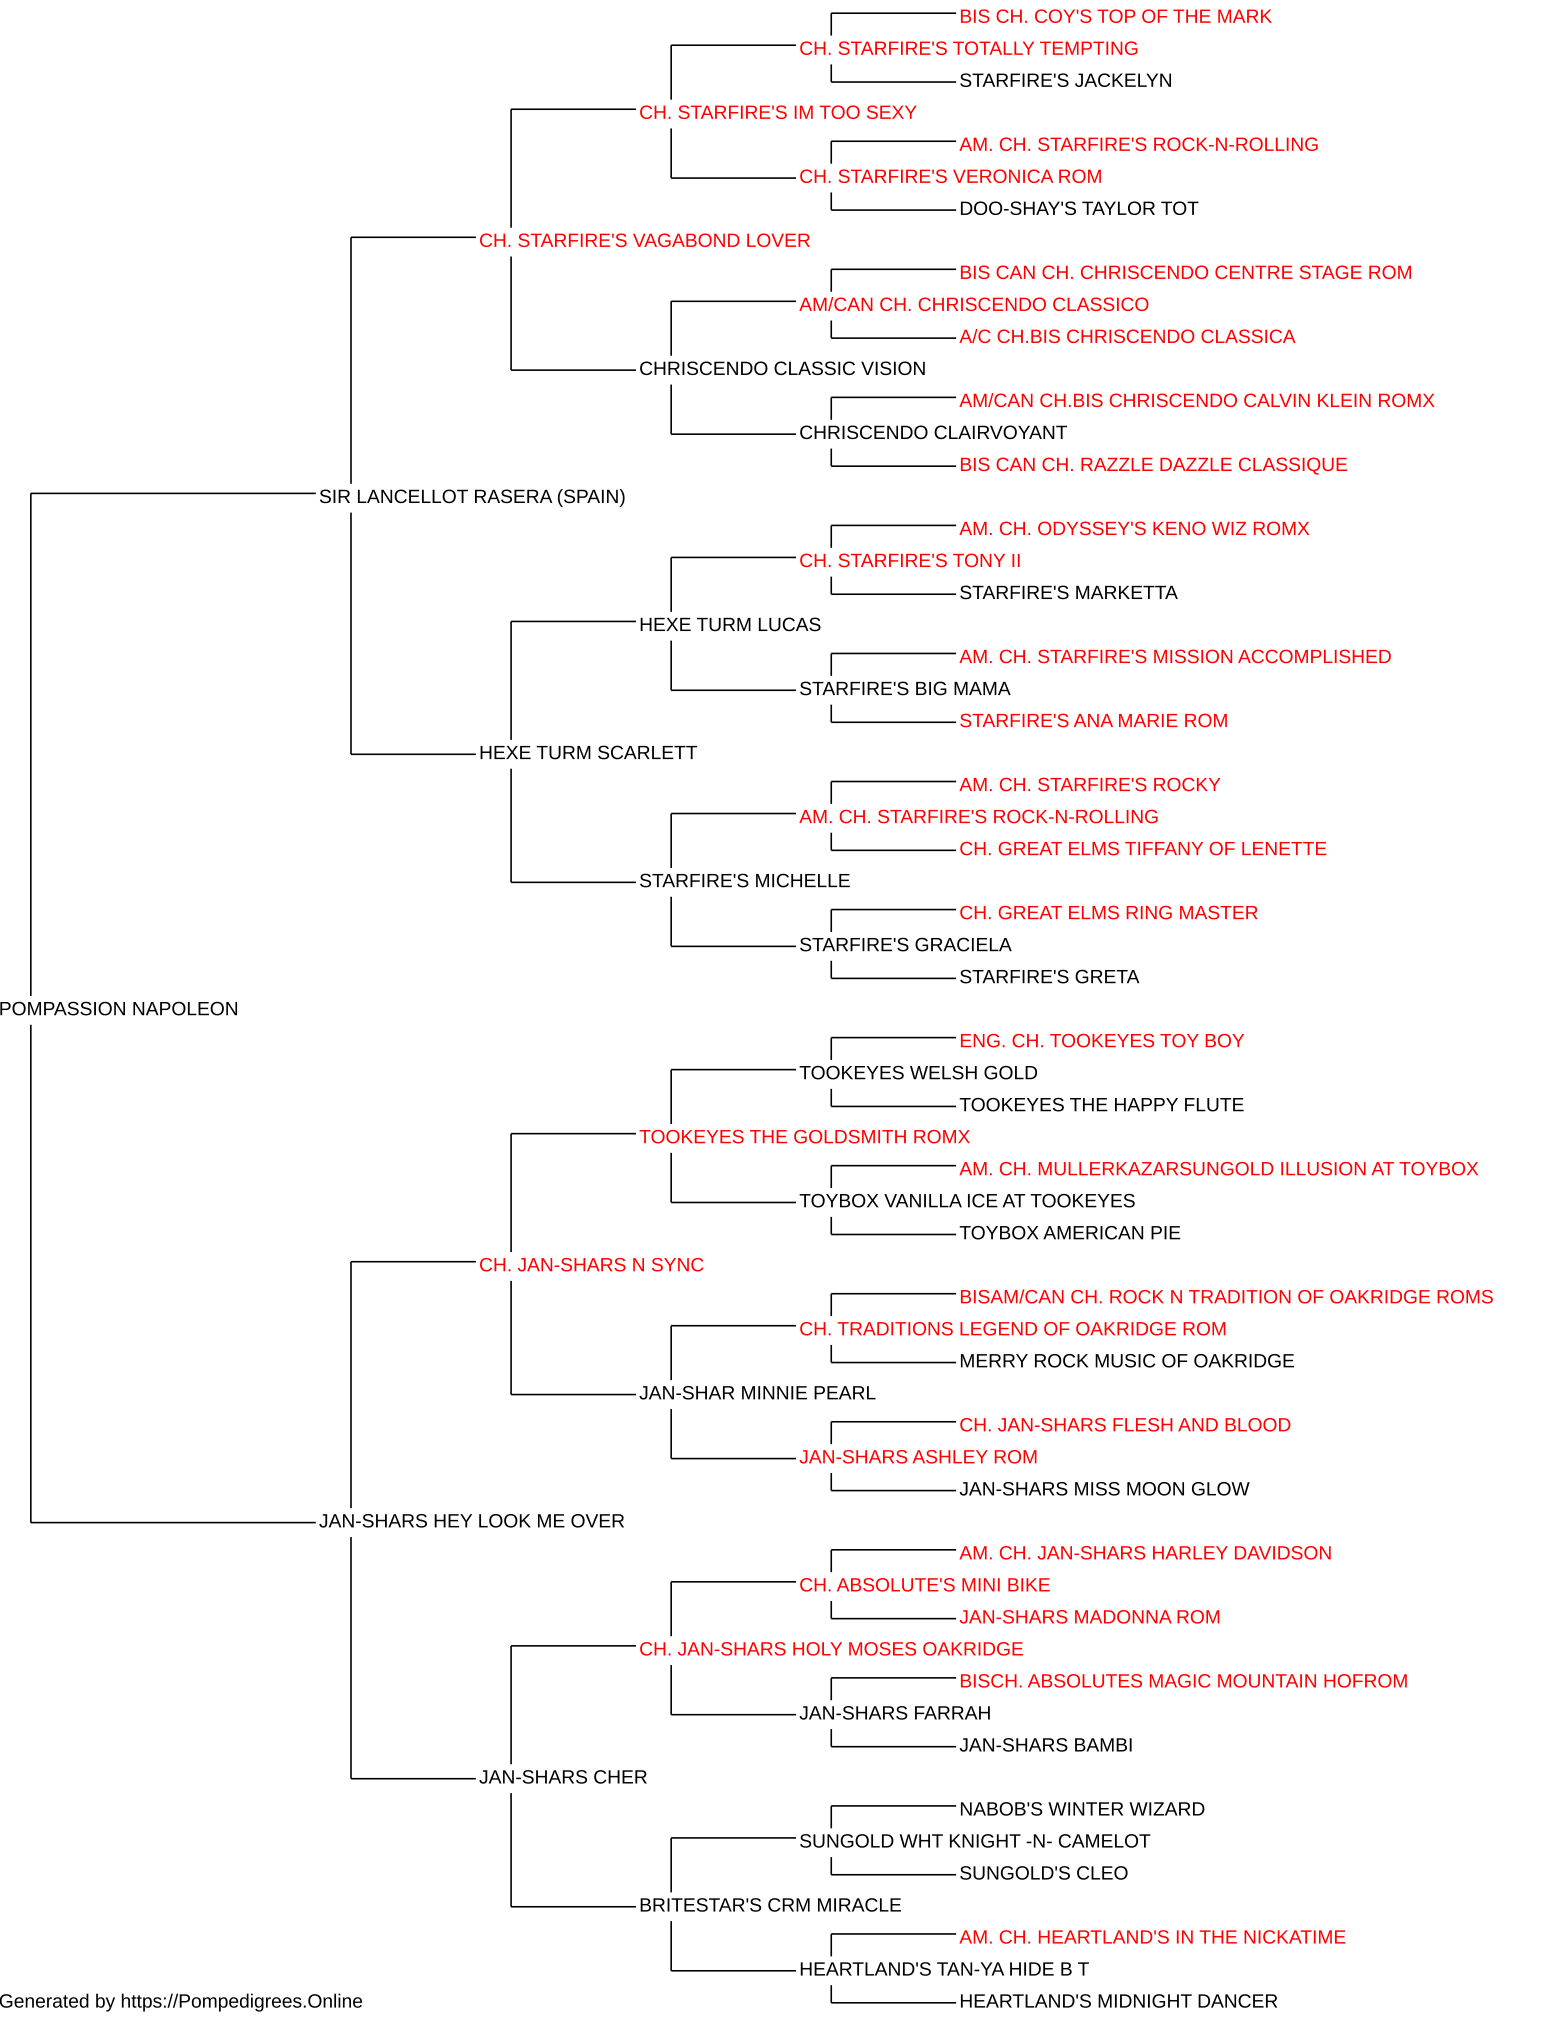 BIS CH. COY'S TOP OF THE MARK
CH. STARFIRE'S TOTALLY TEMPTING
STARFIRE'S JACKELYN
CH. STARFIRE'S IM TOO SEXY
AM. CH. STARFIRE'S ROCK-N-ROLLING
CH. STARFIRE'S VERONICA ROM
DOO-SHAY'S TAYLOR TOT
CH. STARFIRE'S VAGABOND LOVER
BIS CAN CH. CHRISCENDO CENTRE STAGE ROM
AM/CAN CH. CHRISCENDO CLASSICO
A/C CH.BIS CHRISCENDO CLASSICA
CHRISCENDO CLASSIC VISION
AM/CAN CH.BIS CHRISCENDO CALVIN KLEIN ROMX
CHRISCENDO CLAIRVOYANT
BIS CAN CH. RAZZLE DAZZLE CLASSIQUE
SIR LANCELLOT RASERA (SPAIN)
AM. CH. ODYSSEY'S KENO WIZ ROMX
CH. STARFIRE'S TONY II
STARFIRE'S MARKETTA
HEXE TURM LUCAS
AM. CH. STARFIRE'S MISSION ACCOMPLISHED
STARFIRE'S BIG MAMA
STARFIRE'S ANA MARIE ROM
HEXE TURM SCARLETT
AM. CH. STARFIRE'S ROCKY
AM. CH. STARFIRE'S ROCK-N-ROLLING
CH. GREAT ELMS TIFFANY OF LENETTE
STARFIRE'S MICHELLE
CH. GREAT ELMS RING MASTER
STARFIRE'S GRACIELA
STARFIRE'S GRETA
POMPASSION NAPOLEON
ENG. CH. TOOKEYES TOY BOY
TOOKEYES WELSH GOLD
TOOKEYES THE HAPPY FLUTE
TOOKEYES THE GOLDSMITH ROMX
AM. CH. MULLERKAZARSUNGOLD ILLUSION AT TOYBOX
TOYBOX VANILLA ICE AT TOOKEYES
TOYBOX AMERICAN PIE
CH. JAN-SHARS N SYNC
BISAM/CAN CH. ROCK N TRADITION OF OAKRIDGE ROMS
CH. TRADITIONS LEGEND OF OAKRIDGE ROM
MERRY ROCK MUSIC OF OAKRIDGE
JAN-SHAR MINNIE PEARL
CH. JAN-SHARS FLESH AND BLOOD
JAN-SHARS ASHLEY ROM
JAN-SHARS MISS MOON GLOW
JAN-SHARS HEY LOOK ME OVER
AM. CH. JAN-SHARS HARLEY DAVIDSON
CH. ABSOLUTE'S MINI BIKE
JAN-SHARS MADONNA ROM
CH. JAN-SHARS HOLY MOSES OAKRIDGE
BISCH. ABSOLUTES MAGIC MOUNTAIN HOFROM
JAN-SHARS FARRAH
JAN-SHARS BAMBI
JAN-SHARS CHER
NABOB'S WINTER WIZARD
SUNGOLD WHT KNIGHT -N- CAMELOT
SUNGOLD'S CLEO
BRITESTAR'S CRM MIRACLE
AM. CH. HEARTLAND'S IN THE NICKATIME
HEARTLAND'S TAN-YA HIDE B T
HEARTLAND'S MIDNIGHT DANCER
Generated by https://Pompedigrees.Online